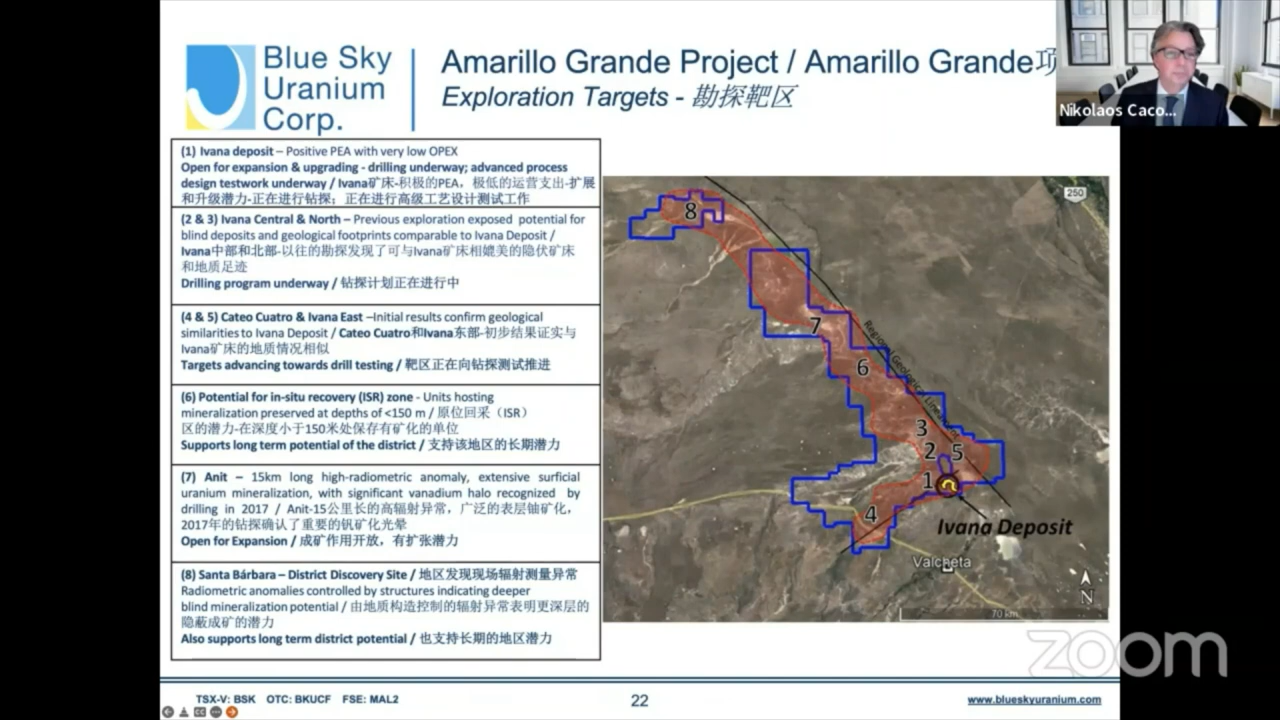 Blue Sky
Uranium
Corp.
Amarillo Grande Project / Amarillo Grande项
Exploration Targets - 勘探靶区
Nikolaos Caco...
(1) Ivana deposit – Positive PEA with very low OPEX
Open for expansion & upgrading - drilling underway; advanced process
design testwork underway / Ivana矿床-积极的PEA，极低的运营支出-扩展
和升级潜力-正在进行钻探；正在进行高级工艺设计测试工作
(2 & 3) Ivana Central & North – Previous exploration exposed potential for
blind deposits and geological footprints comparable to Ivana Deposit /
Ivana中部和北部-以往的勘探发现了可与Ivana矿床相媲美的隐伏矿床
和地质足迹
Drilling program underway / 钻探计划正在进行中
(4 & 5) Cateo Cuatro & Ivana East –Initial results confirm geological
similarities to Ivana Deposit / Cateo Cuatro和Ivana东部-初步结果证实与
Ivana矿床的地质情况相似
Targets advancing towards drill testing / 靶区正在向钻探测试推进
(6) Potential for in-situ recovery (ISR) zone - Units hosting
mineralization preserved at depths of <150 m / 原位回采（ISR）
区的潜力-在深度小于150米处保存有矿化的单位
Supports long term potential of the district / 支持该地区的长期潜力
(7) Anit – 15km long high-radiometric anomaly, extensive surficial
uranium mineralization, with significant vanadium halo recognized by
drilling in 2017 / Anit-15公里长的高辐射异常，广泛的表层铀矿化，
2017年的钻探确认了重要的钒矿化光晕
Open for Expansion / 成矿作用开放，有扩张潜力
(8) Santa Bárbara – District Discovery Site / 地区发现现场辐射测量异常
Radiometric anomalies controlled by structures indicating deeper
blind mineralization potential / 由地质构造控制的辐射异常表明更深层的
隐蔽成矿的潜力
Also supports long term district potential / 也支持长期的地区潜力
250
8
7
Regional Geological
6
3
2
5
1
4
Ivana Deposit
Valcheta
N
70 km
zoom
TSX-V: BSK OTC: BKUCF FSE: MAL2
22
www.blueskyuranium.com
CC